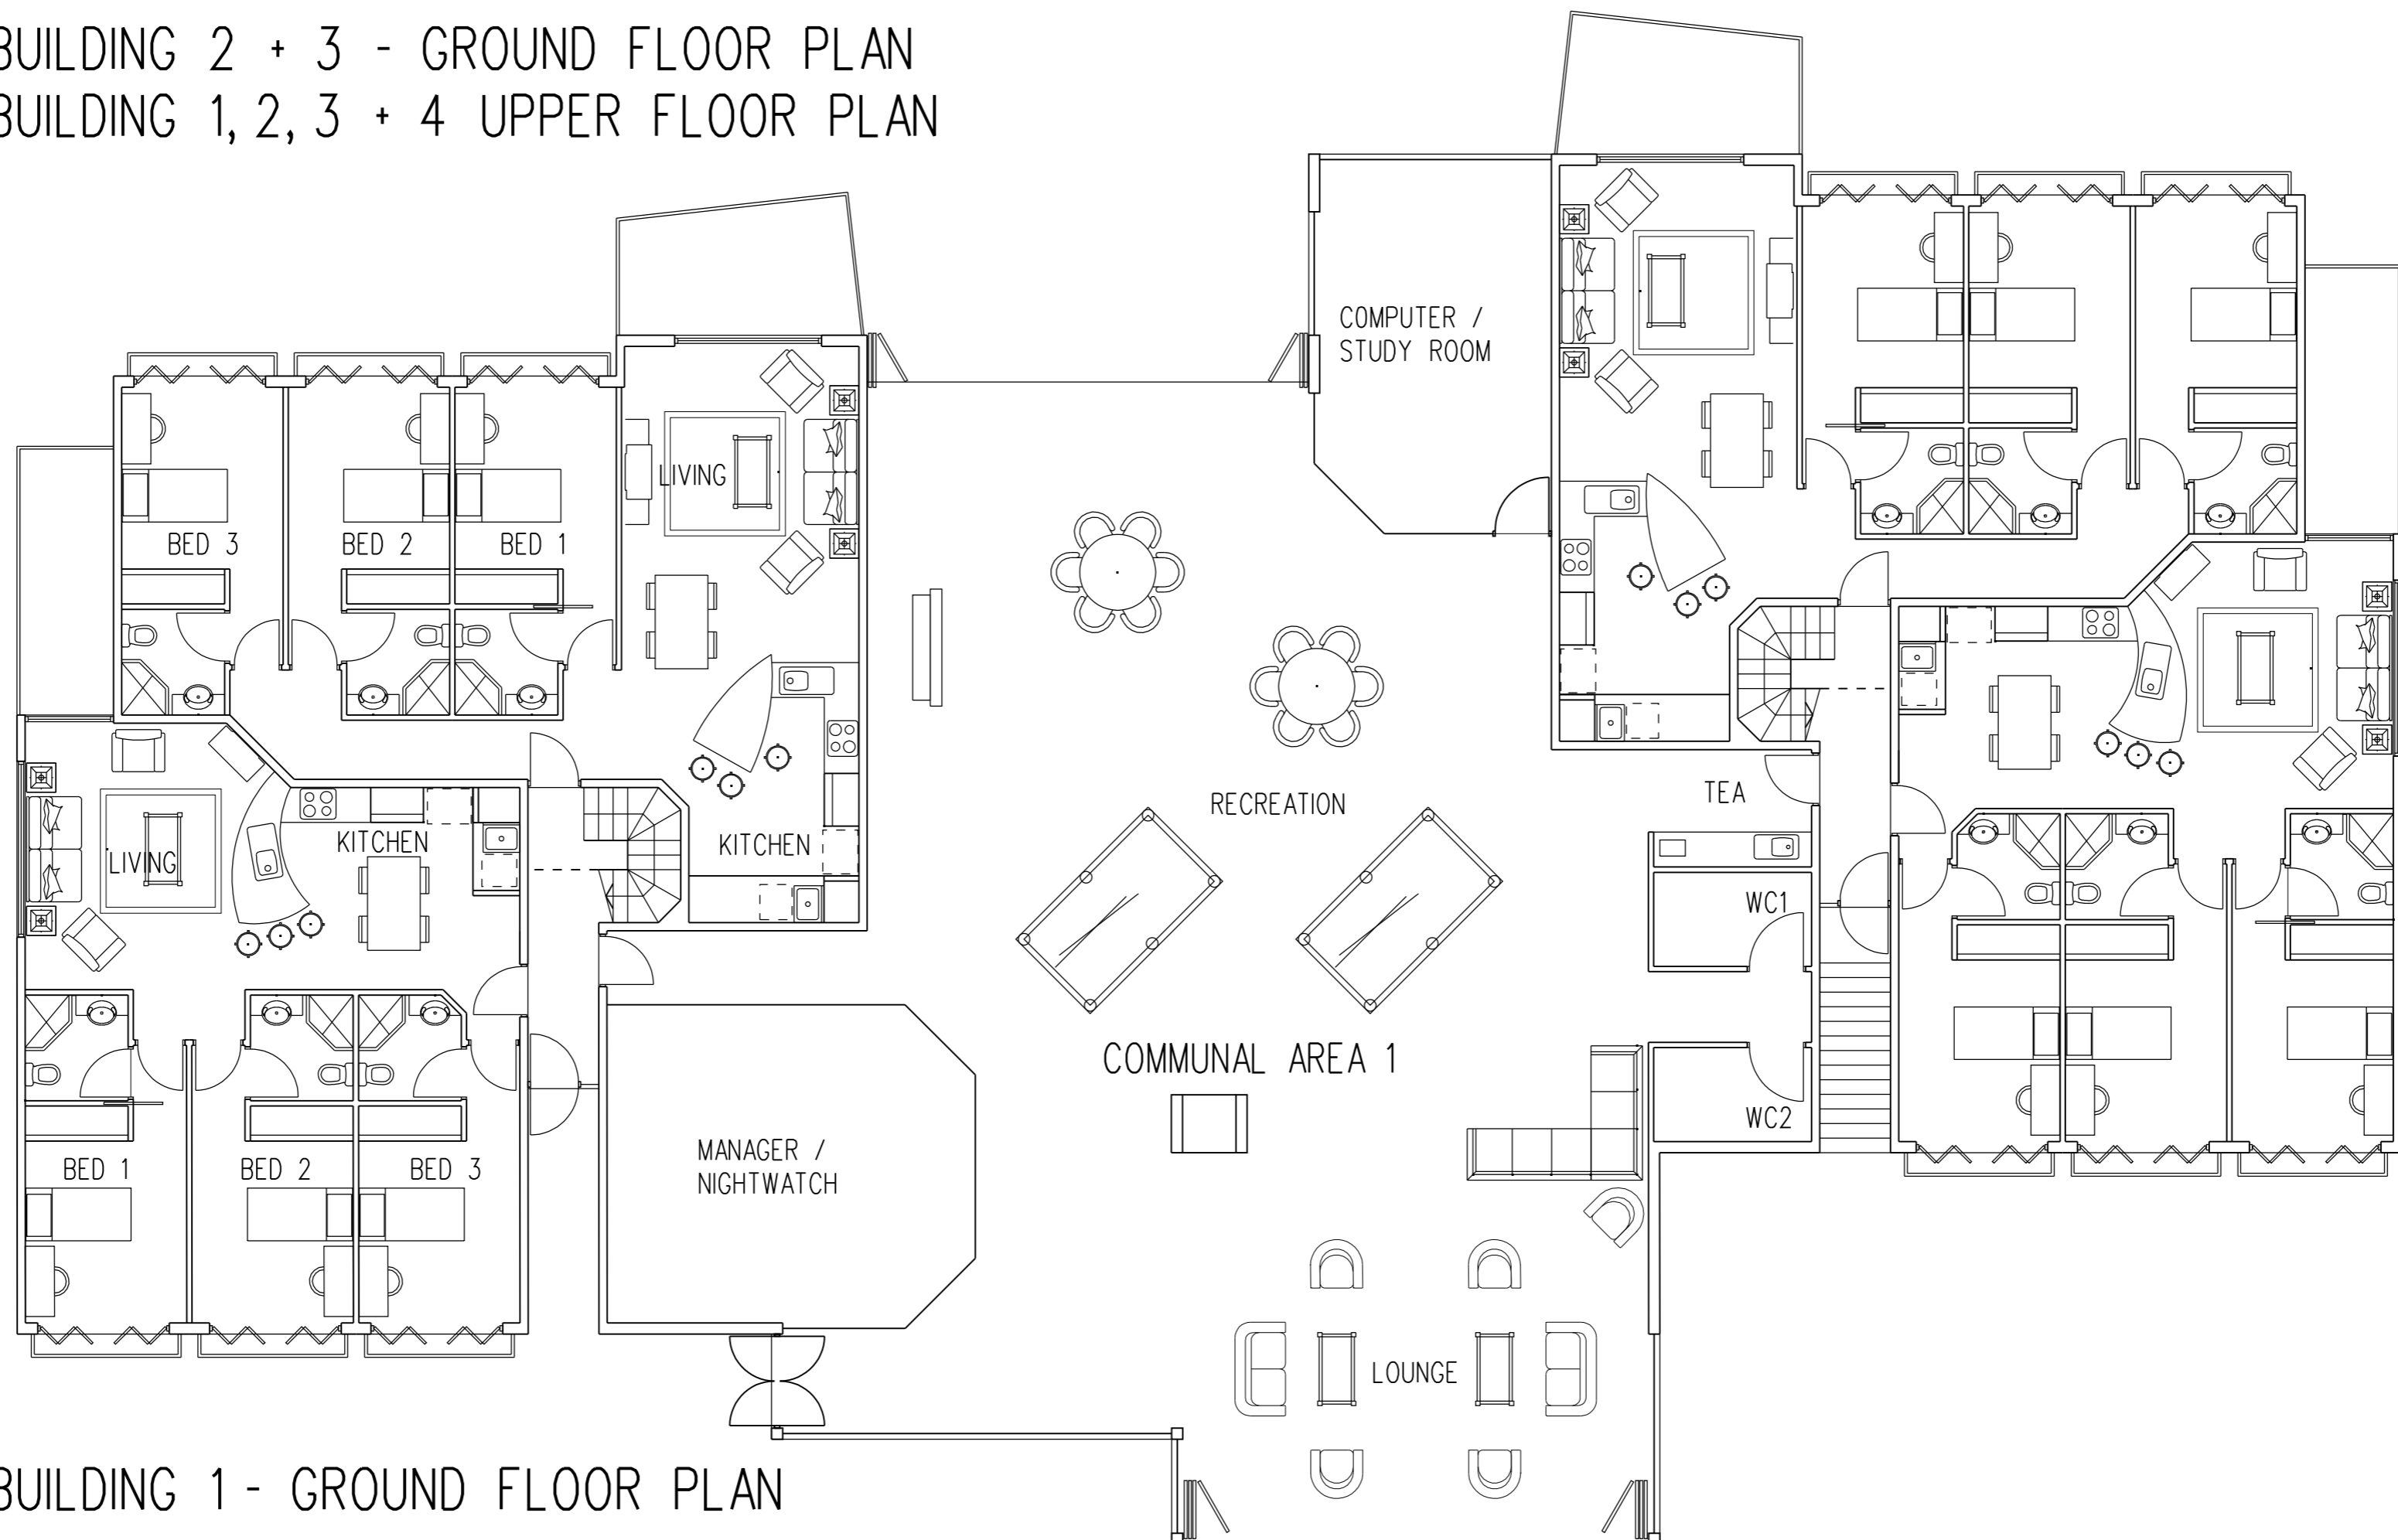 BUILDING 2 + 3 - GROUND FLOOR PLAN
BUILDING 1, 2, 3 + 4 UPPER FLOOR PLAN
COMPUTER /
STUDY ROOM
LIVING
BED 3
BED 2
BED 1
RECREATION
TEA
KITCHEN
KITCHEN
LIVING
WC1
COMMUNAL AREA 1
WC2
MANAGER /
NIGHTWATCH
BED 1
BED 2
BED 3
LOUNGE
BUILDING 1 - GROUND FLOOR PLAN